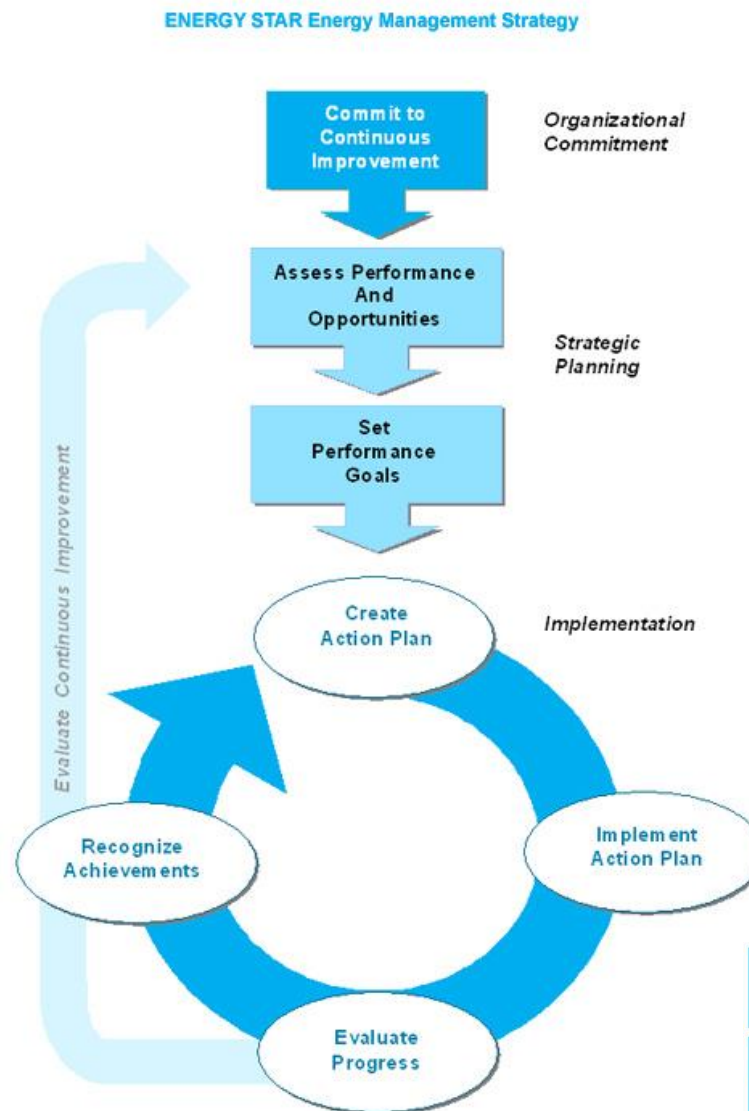 ENERGY STAR Energy Management Strategy
Commit to
Continuous
Improvement
Organizational
Commitment
Assess Performance
And
Opportunities
Strategic
Planning
Set
Performance
Goals
Evaluate Continuous Improvement
Create
Action Plan
Implementation
Recognize
Achievements
Implement
Action Plan
Evaluate
Progress